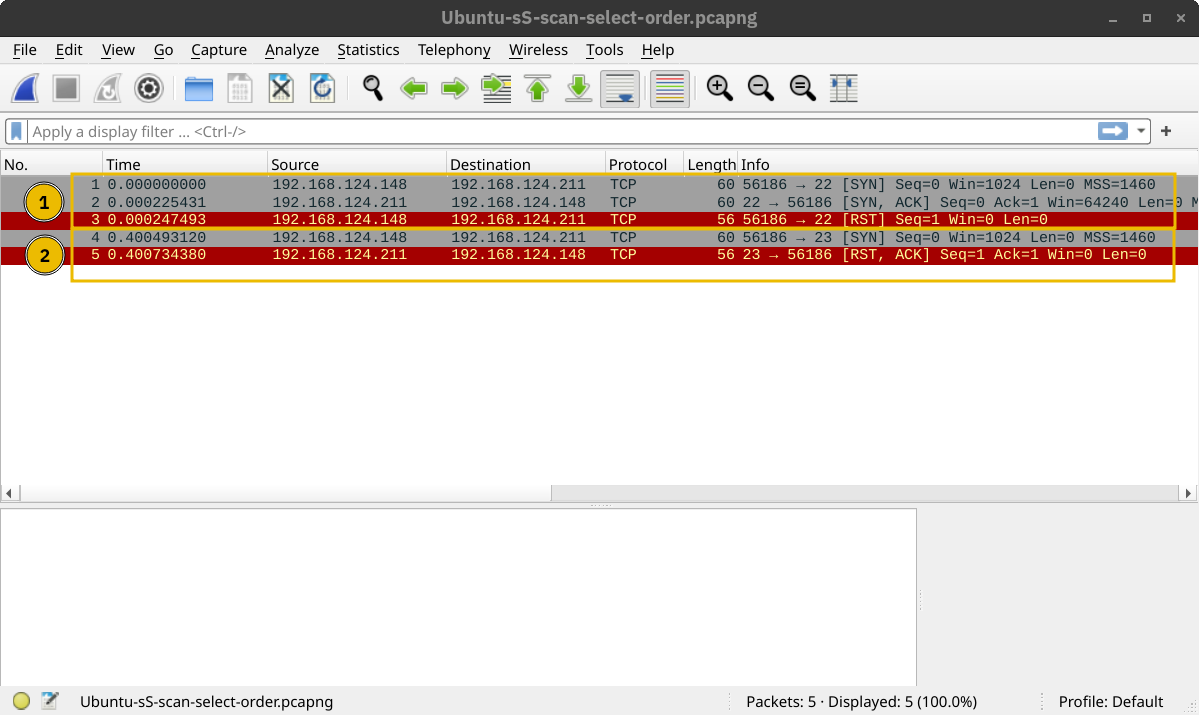 Ubuntu-sS-scan-select-order.pcapng
File Edit View Go Capture Analyze Statistics Telephony Wireless Tools Help
Apply a display filter ... <Ctrl-/>
No. Time Source Destination Protocol Length Info
1 1 0.000000000 192.168.124.148 192.168.124.211 TCP 60 56186 → 22 [SYN] Seq=0 Win=1024 Len=0 MSS=1460
2 0.000225431 192.168.124.211 192.168.124.148 TCP 60 22 → 56186 [SYN, ACK] Seq=0 Ack=1 Win=64240 Len=0 M
3 0.000247493 192.168.124.148 192.168.124.211 TCP 56 56186 → 22 [RST] Seq=1 Win=0 Len=0
2 4 0.400493120 192.168.124.148 192.168.124.211 TCP 60 56186 → 23 [SYN] Seq=0 Win=1024 Len=0 MSS=1460
5 0.400734380 192.168.124.211 192.168.124.148 TCP 56 23 → 56186 [RST, ACK] Seq=1 Ack=1 Win=0 Len=0
Ubuntu-sS-scan-select-order.pcapng Packets: 5 · Displayed: 5 (100.0%) Profile: Default